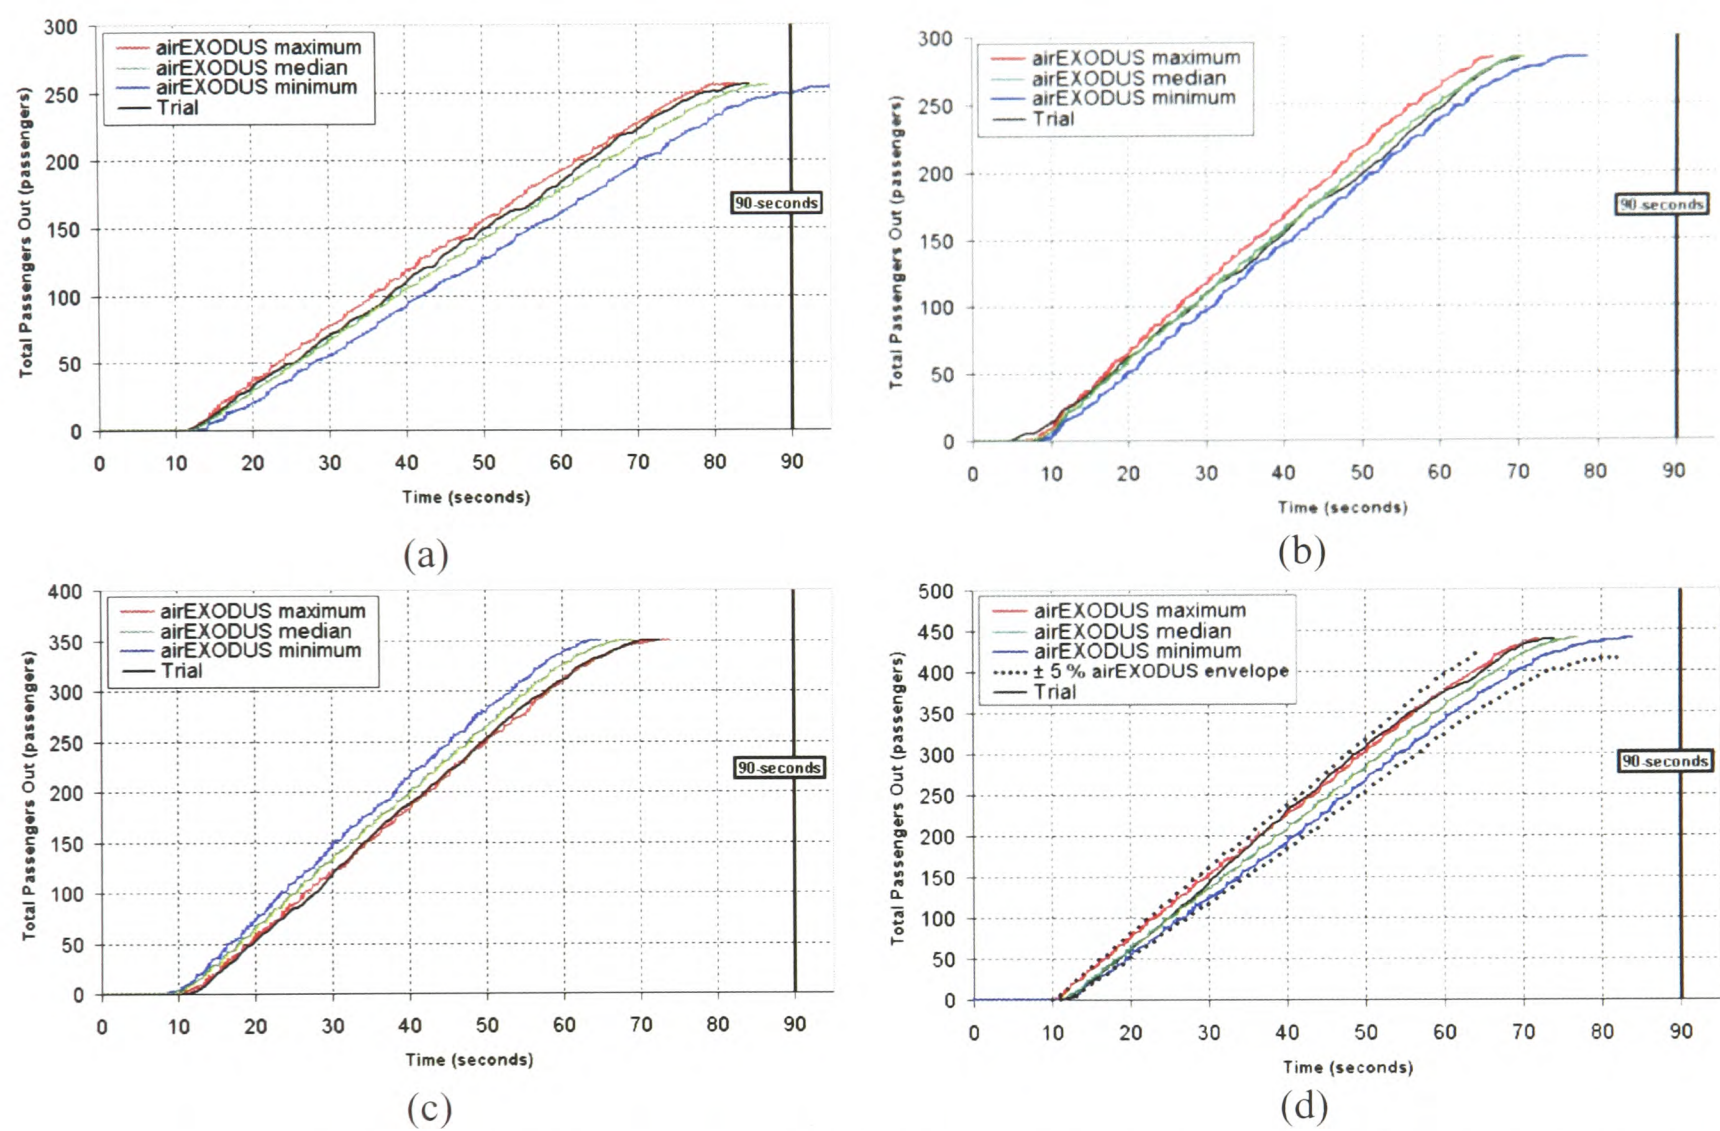 Total Passengers Out (passengers)
300
250
200
150
100
50
0
airEXODUS maximum
airEXODUS median
airEXODUS minimum
Trial
90-seconds
0 10 20 30 40 50 60 70 80 90
Time (seconds)
(a)
Total Passengers Out (passengers)
300
250
200
150
100
50
0
airEXODUS maximum
airEXODUS median
airEXODUS minimum
Trial
90-seconds
0 10 20 30 40 50 60 70 80 90
Time (seconds)
(b)
Total Passengers Out (passengers)
400
350
300
250
200
150
100
50
0
airEXODUS maximum
airEXODUS median
airEXODUS minimum
Trial
90-seconds
0 10 20 30 40 50 60 70 80 90
Time (seconds)
(c)
Total Passengers Out (passengers)
500
450
400
350
300
250
200
150
100
50
0
airEXODUS maximum
airEXODUS median
airEXODUS minimum
± 5 % airEXODUS envelope
Trial
90-seconds
0 10 20 30 40 50 60 70 80 90
Time (seconds)
(d)